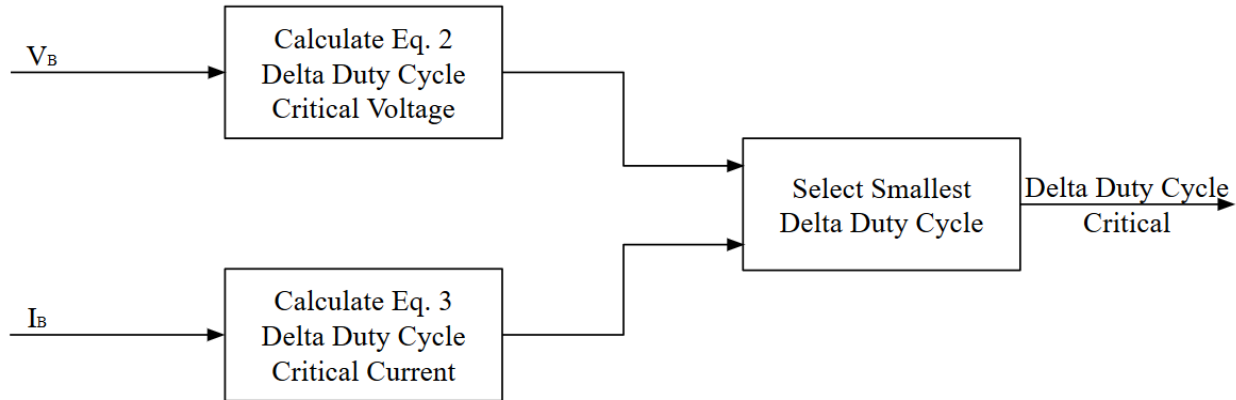 V_B
Calculate Eq. 2
Delta Duty Cycle
Critical Voltage
Select Smallest
Delta Duty Cycle
Delta Duty Cycle
Critical
I_B
Calculate Eq. 3
Delta Duty Cycle
Critical Current